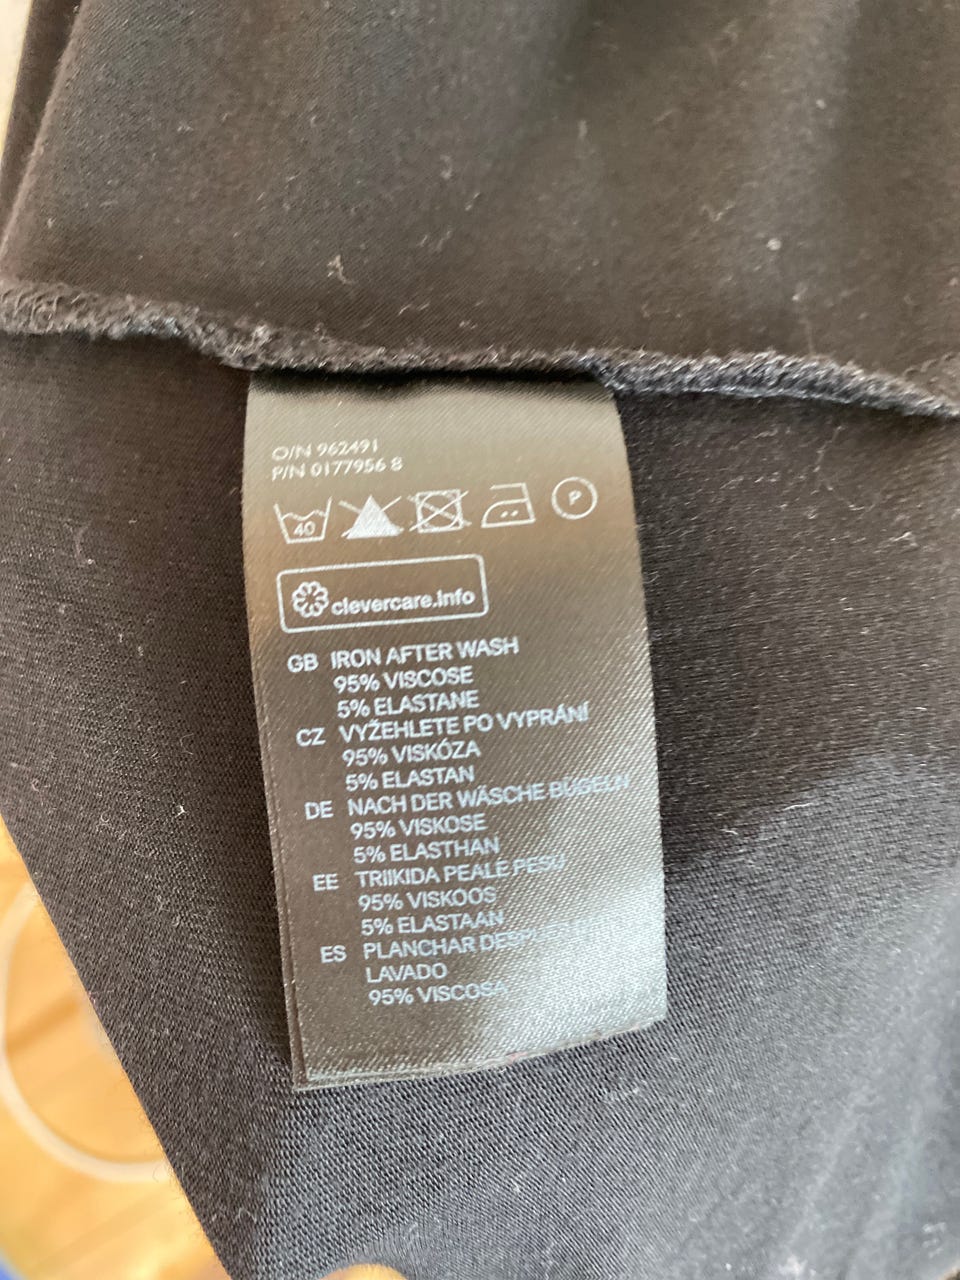 O/N 962491
P/N 0177956 8
40 P
clevercare.info
GB IRON AFTER WASH
95% VISCOSE
5% ELASTANE
CZ VYŽEHLETE PO VYPRÁNÍ
95% VISKÓZA
5% ELASTAN
DE NACH DER WÄSCHE BÜGELN
95% VISKOSE
5% ELASTHAN
EE TRIIKIDA PEALE PESU
95% VISKOOS
5% ELASTAAN
ES PLANCHAR
LAVADO
95% VISCOSA